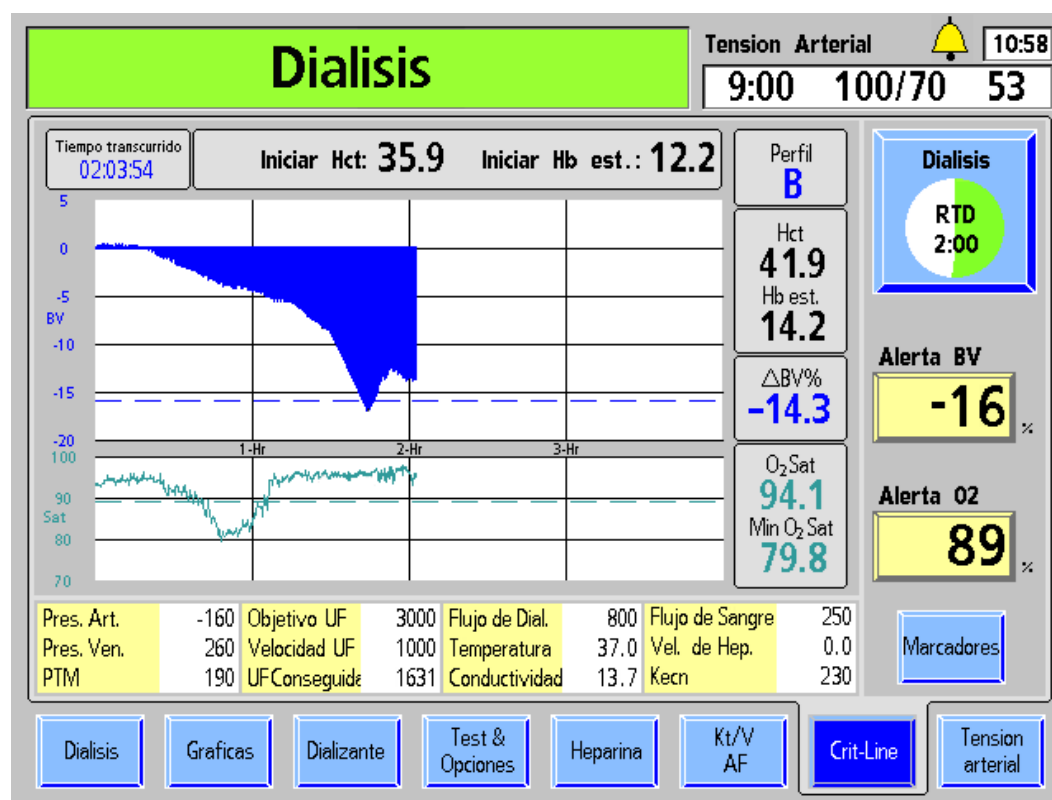 Dialisis
Tension Arterial
10:58
9:00 100/70 53
Tiempo transcurrido
02:03:54
Iniciar Hct: 35.9 Iniciar Hb est.: 12.2
Perfil
B
Dialisis
RTD
2:00
5
0
-5
BV
-10
-15
-20
1-Hr 2-Hr 3-Hr
100
90
Sat
80
70
Hct
41.9
Hb est.
14.2
△BV%
-14.3
O₂Sat
94.1
Min O₂ Sat
79.8
Alerta BV
-16 %
Alerta O2
89 %
Pres. Art. -160 Objetivo UF 3000 Flujo de Dial. 800 Flujo de Sangre 250
Pres. Ven. 260 Velocidad UF 1000 Temperatura 37.0 Vel. de Hep. 0.0
PTM 190 UFConseguida 1631 Conductividad 13.7 Kecn 230
Marcadores
Dialisis
Graficas
Dializante
Test &
Opciones
Heparina
Kt/V
AF
Crit-Line
Tension
arterial